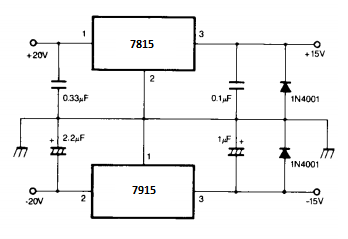 1 7815 3
+20V +15V
2
0.33µF 0.1µF 1N4001
2.2µF 1µF
+ +
1
1N4001
7915
-20V 2 3 -15V